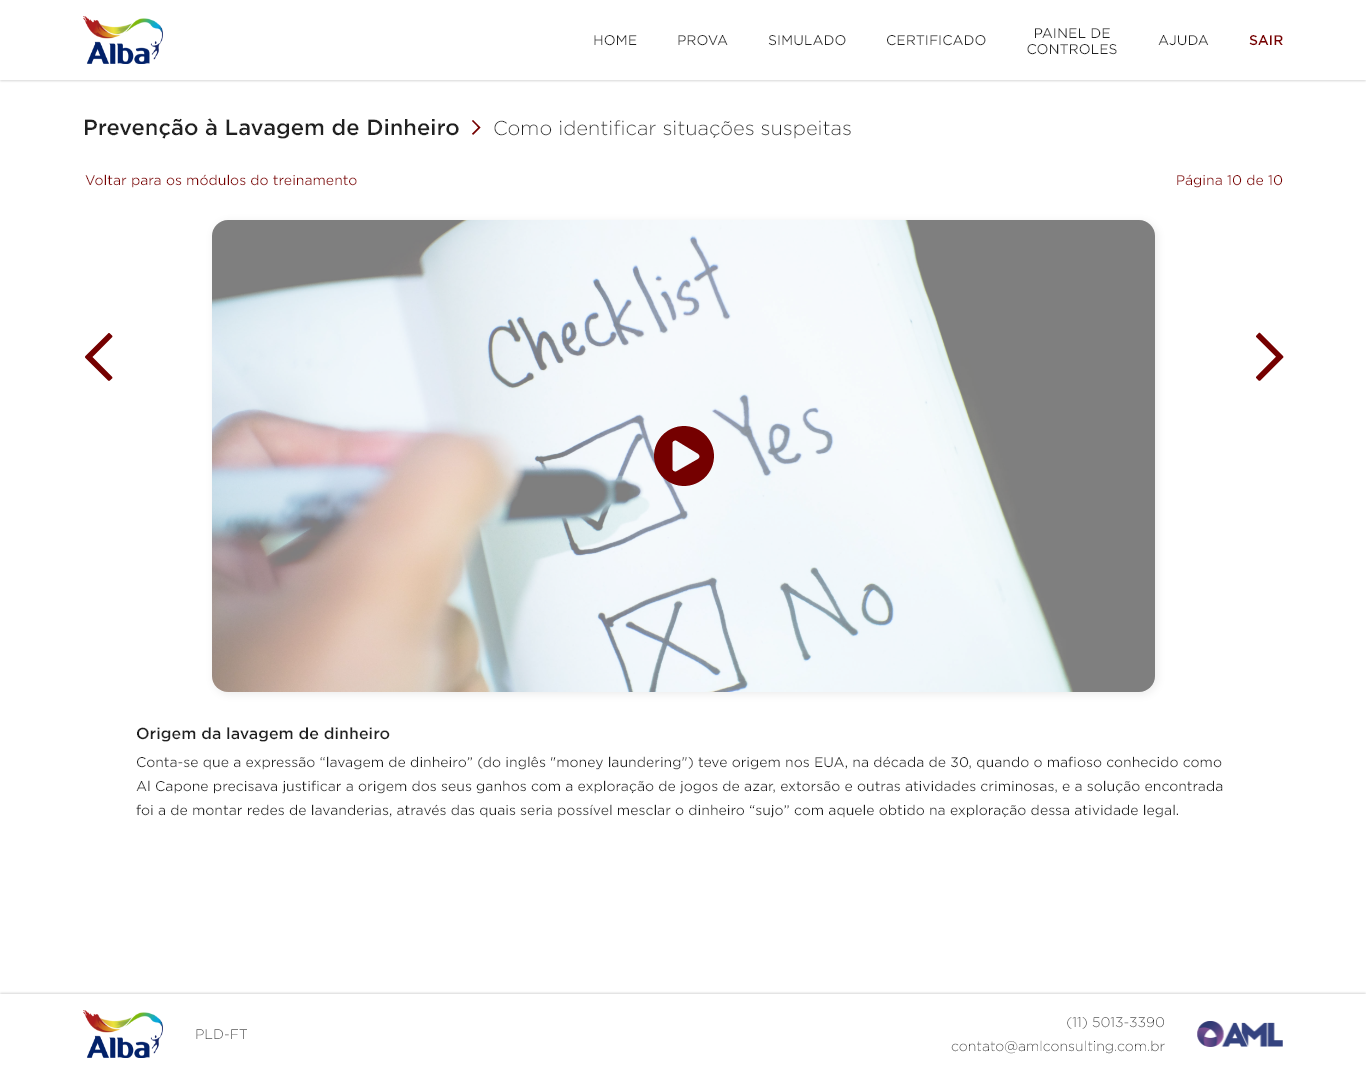 Alba
HOME
PROVA
SIMULADO
CERTIFICADO
PAINEL DE
CONTROLES
AJUDA
SAIR
Prevenção à Lavagem de Dinheiro
Como identificar situações suspeitas
Voltar para os módulos do treinamento
Página 10 de 10
Checklist
Yes
No
Origem da lavagem de dinheiro
Conta-se que a expressão “lavagem de dinheiro” (do inglês "money laundering") teve origem nos EUA, na década de 30, quando o mafioso conhecido como
Al Capone precisava justificar a origem dos seus ganhos com a exploração de jogos de azar, extorsão e outras atividades criminosas, e a solução encontrada
foi a de montar redes de lavanderias, através das quais seria possível mesclar o dinheiro “sujo” com aquele obtido na exploração dessa atividade legal.
Alba
PLD-FT
(11) 5013-3390
contato@amlconsulting.com.br
AML